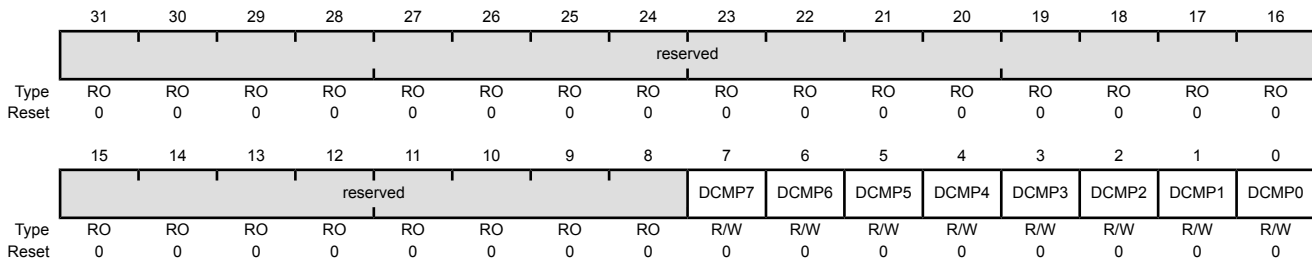 31 30 29 28 27 26 25 24 23 22 21 20 19 18 17 16
reserved
Type RO RO RO RO RO RO RO RO RO RO RO RO RO RO RO RO
Reset 0 0 0 0 0 0 0 0 0 0 0 0 0 0 0 0
15 14 13 12 11 10 9 8 7 6 5 4 3 2 1 0
reserved DCMP7 DCMP6 DCMP5 DCMP4 DCMP3 DCMP2 DCMP1 DCMP0
Type RO RO RO RO RO RO RO RO R/W R/W R/W R/W R/W R/W R/W R/W
Reset 0 0 0 0 0 0 0 0 0 0 0 0 0 0 0 0